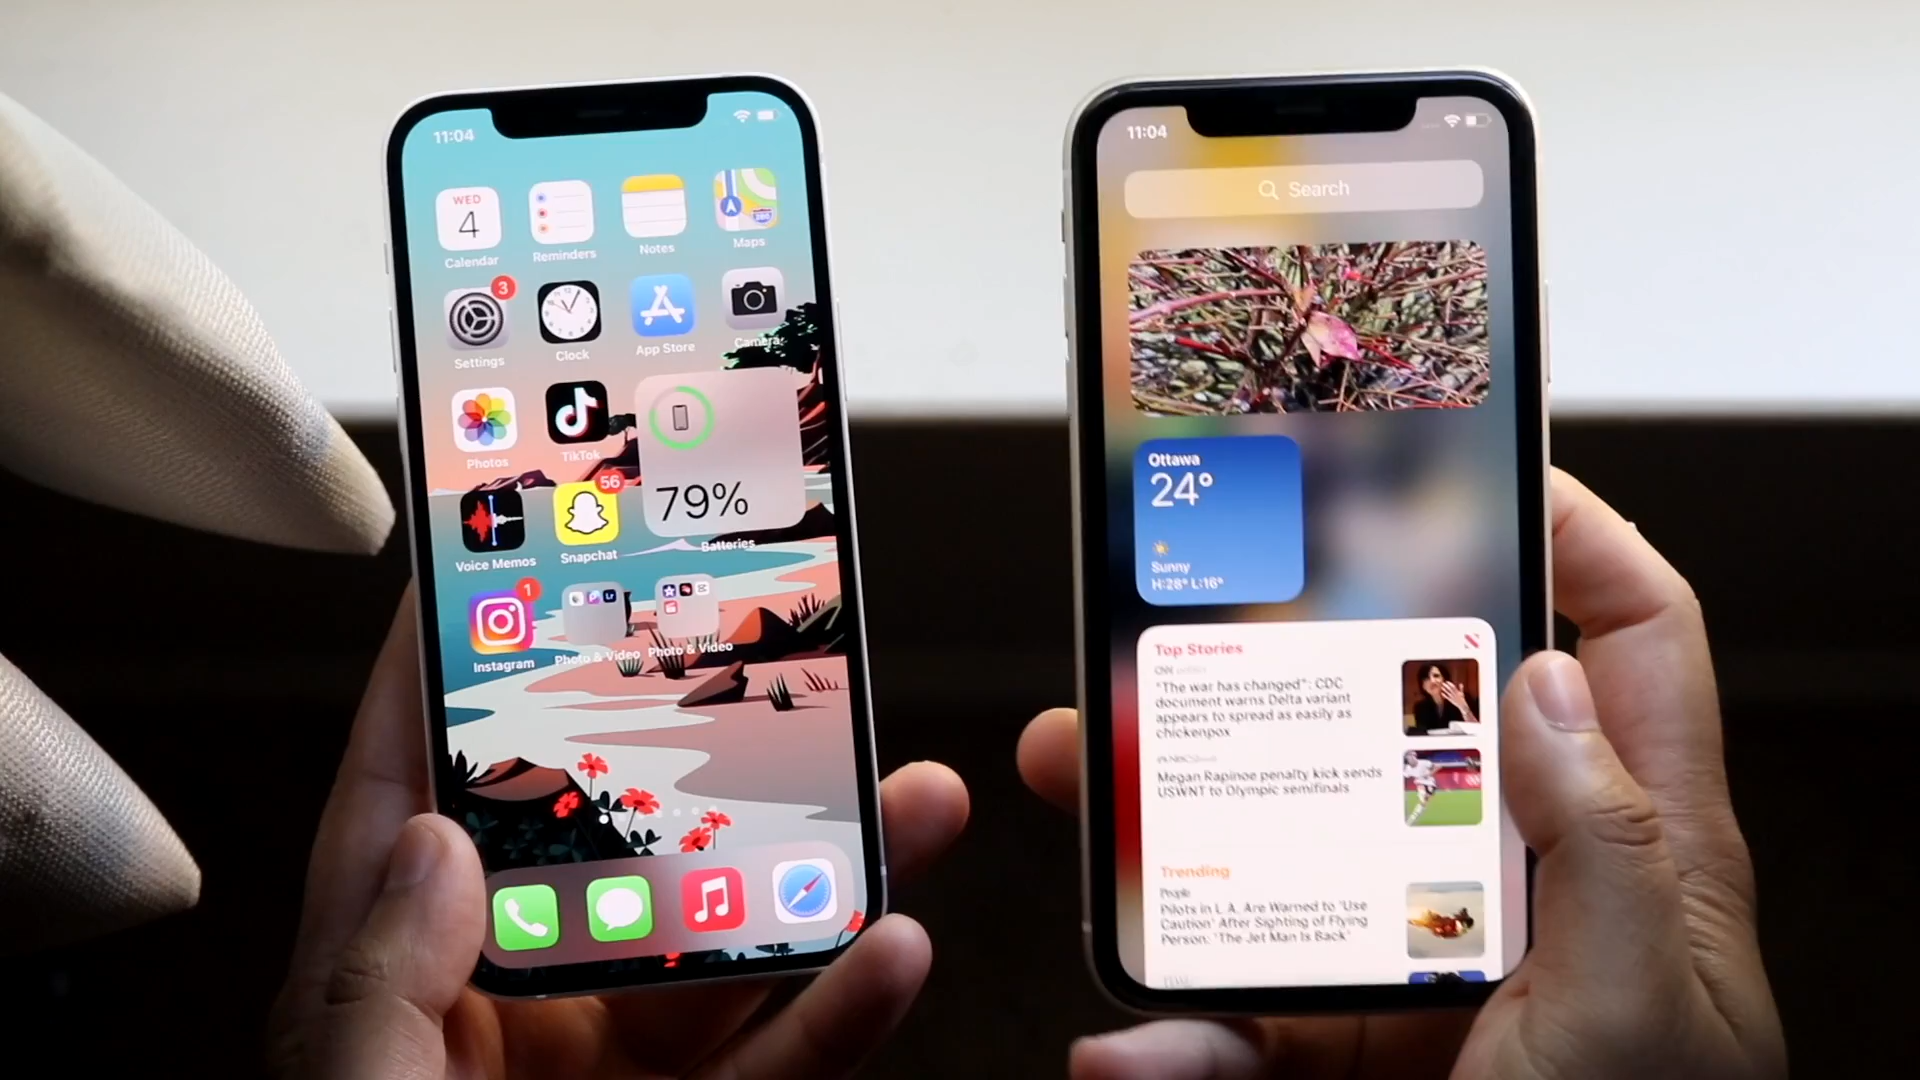 11:04
WED
4
Calendar
Reminders
Notes
Maps
3
Settings
Clock
App Store
Camera
Photos
TikTok
79%
Batteries
Voice Memos
56
Snapchat
1
Instagram
Photo & Video
Photo & Video
11:04
Search
Ottawa
24°
Sunny
H:28° L:16°
Top Stories
CNN politics
"The war has changed": CDC
document warns Delta variant
appears to spread as easily as
chickenpox
Megan Rapinoe penalty kick sends
USWNT to Olympic semifinals
Trending
People
Pilots in L.A. Are Warned to 'Use
Caution' After Sighting of Flying
Person: 'The Jet Man Is Back'